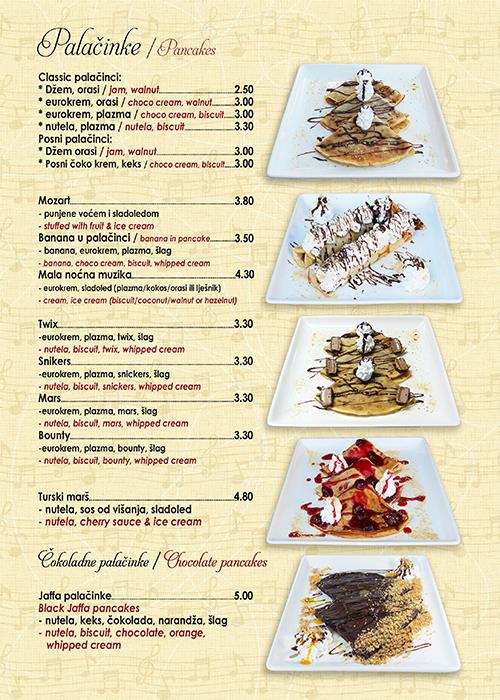 Palačinke / Pancakes
Classic palačinci:
* Džem, orasi / jam, walnut 2.50
* eurokrem, orasi / choco cream, walnut 3.00
* eurokrem, plazma / choco cream, biscuit 3.00
* nutela, plazma / nutela, biscuit 3.30
Posni palačinci:
* Džem orasi / jam, walnut 3.00
* Posni čoko krem, keks / choco cream, biscuit 3.00
Mozart 3.80
- punjene voćem i sladoledom
- stuffed with fruit & ice cream
Banana u palačinci / banana in pancake 3.50
- banana, eurokrem, plazma, šlag
- banana, choco cream, biscuit, whipped cream
Mala noćna muzika 4.30
- eurokrem, sladoled (plazma/kokos/orasi ili lješnik)
- cream, ice cream (biscuit/coconut/walnut or hazelnut)
Twix 3.30
-eurokrem, plazma, twix, šlag
- nutela, biscuit, twix, whipped cream
Snikers 3.30
-eurokrem, plazma, snickers, šlag
- nutela, biscuit, snickers, whipped cream
Mars 3.30
-eurokrem, plazma, mars, šlag
- nutela, biscuit, mars, whipped cream
Bounty 3.30
-eurokrem, plazma, bounty, šlag
- nutela, biscuit, bounty, whipped cream
Turski marš 4.80
- nutela, sos od višanja, sladoled
- nutela, cherry sauce & ice cream
Čokoladne palačinke / Chocolate pancakes
Jaffa palačinke 5.00
Black Jaffa pancakes
- nutela, keks, čokolada, narandža, šlag
- nutela, biscuit, chocolate, orange,
whipped cream